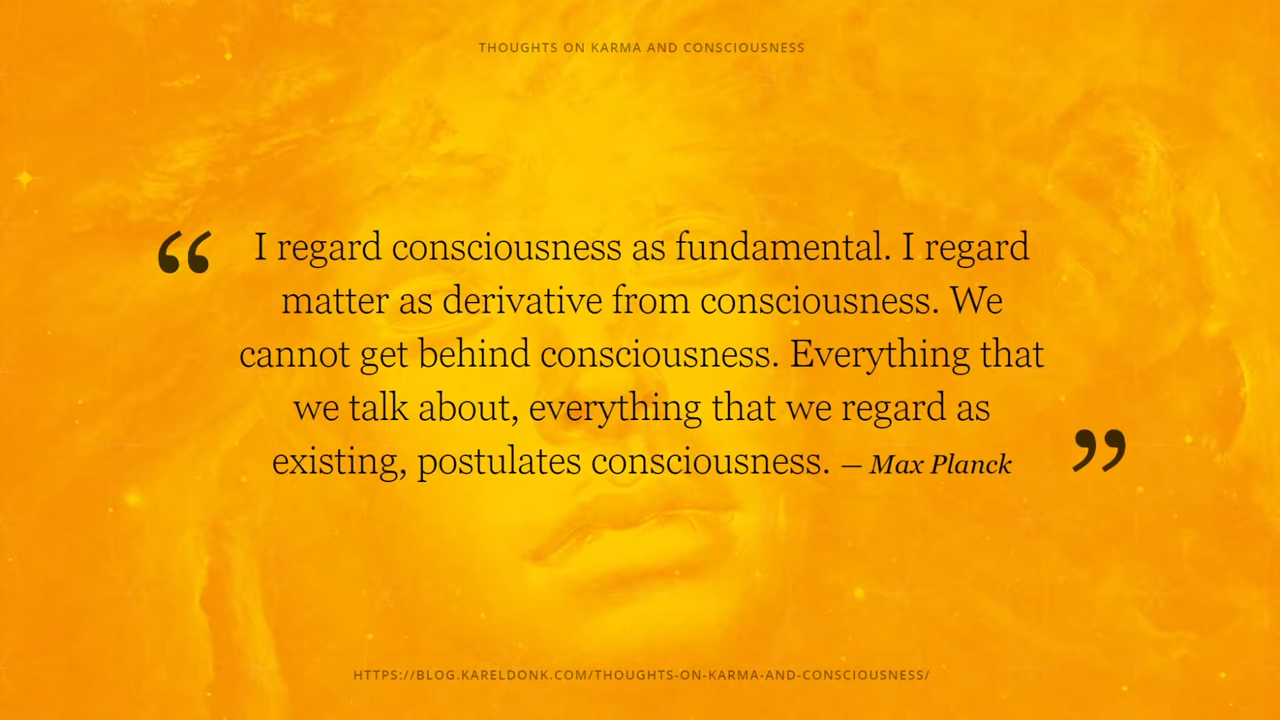 THOUGHTS ON KARMA AND CONSCIOUSNESS
“ I regard consciousness as fundamental. I regard
matter as derivative from consciousness. We
cannot get behind consciousness. Everything that
we talk about, everything that we regard as
existing, postulates consciousness. — Max Planck ”
HTTPS://BLOG.KARELDONK.COM/THOUGHTS-ON-KARMA-AND-CONSCIOUSNESS/